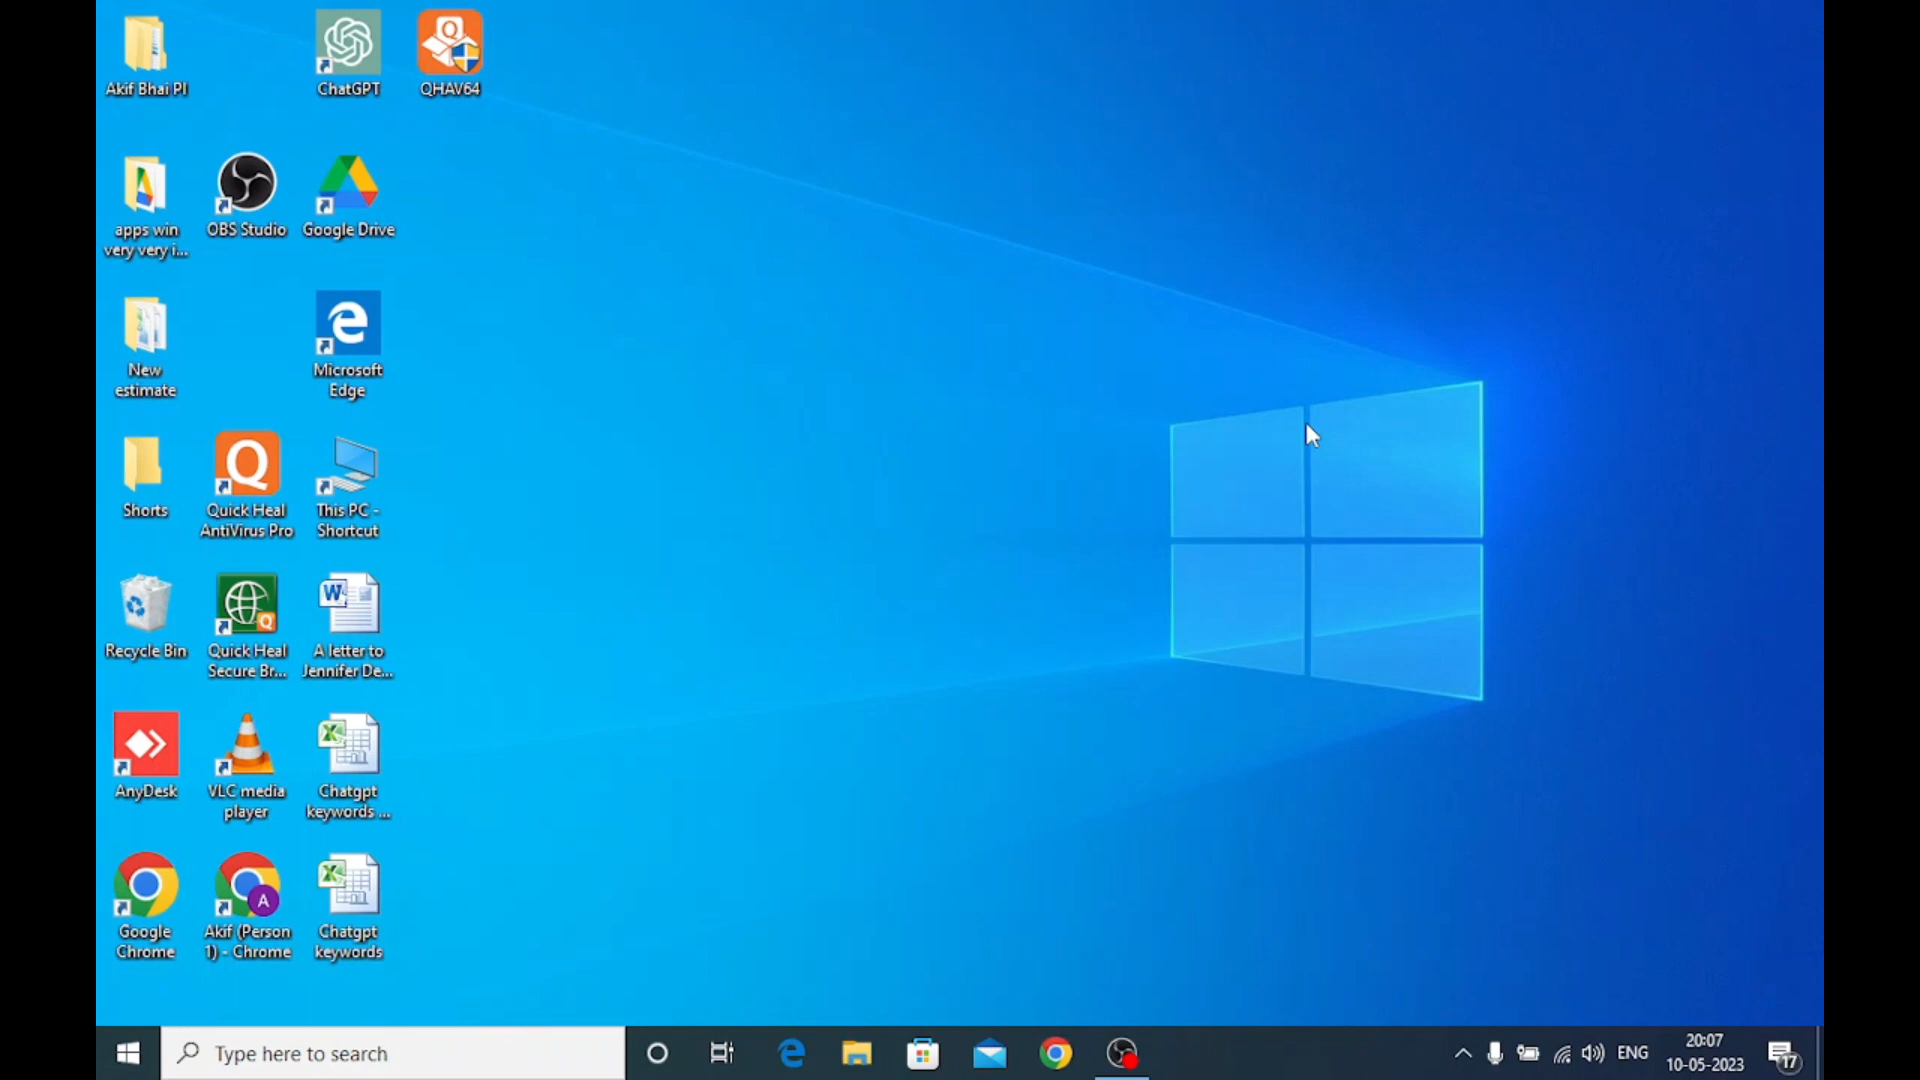 Akif Bhai Pl
ChatGPT
QHAV64
apps win
very very i...
OBS Studio
Google Drive
New
estimate
Microsoft
Edge
Shorts
Quick Heal
AntiVirus Pro
This PC -
Shortcut
Recycle Bin
Quick Heal
Secure Br...
A letter to
Jennifer De...
AnyDesk
VLC media
player
Chatgpt
keywords ...
Google
Chrome
Akif (Person
1) - Chrome
Chatgpt
keywords
Type here to search
ENG
20:07
10-05-2023
17